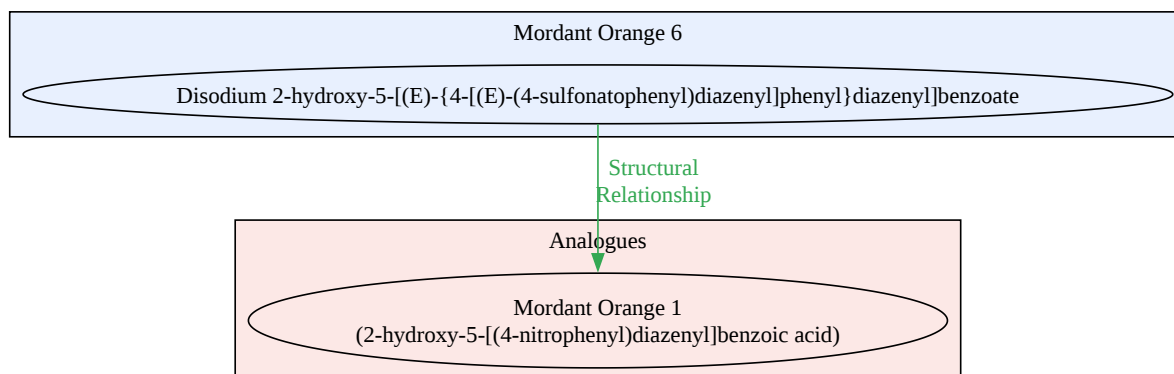 Mordant Orange 6
Disodium 2-hydroxy-5-[(E)-{4-[(E)-(4-sulfonatophenyl)diazenyl]phenyl}diazenyl]benzoate
Structural
Relationship
Analogues
Mordant Orange 1
(2-hydroxy-5-[(4-nitrophenyl)diazenyl]benzoic acid)